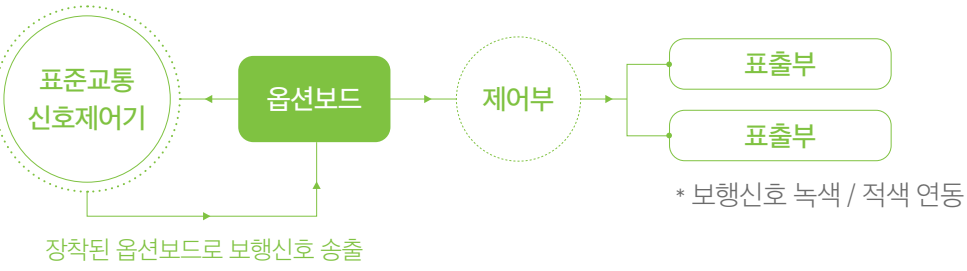 표준교통
신호제어기
옵션보드
제어부
표출부
표출부
* 보행신호 녹색 / 적색 연동
장착된 옵션보드로 보행신호 송출